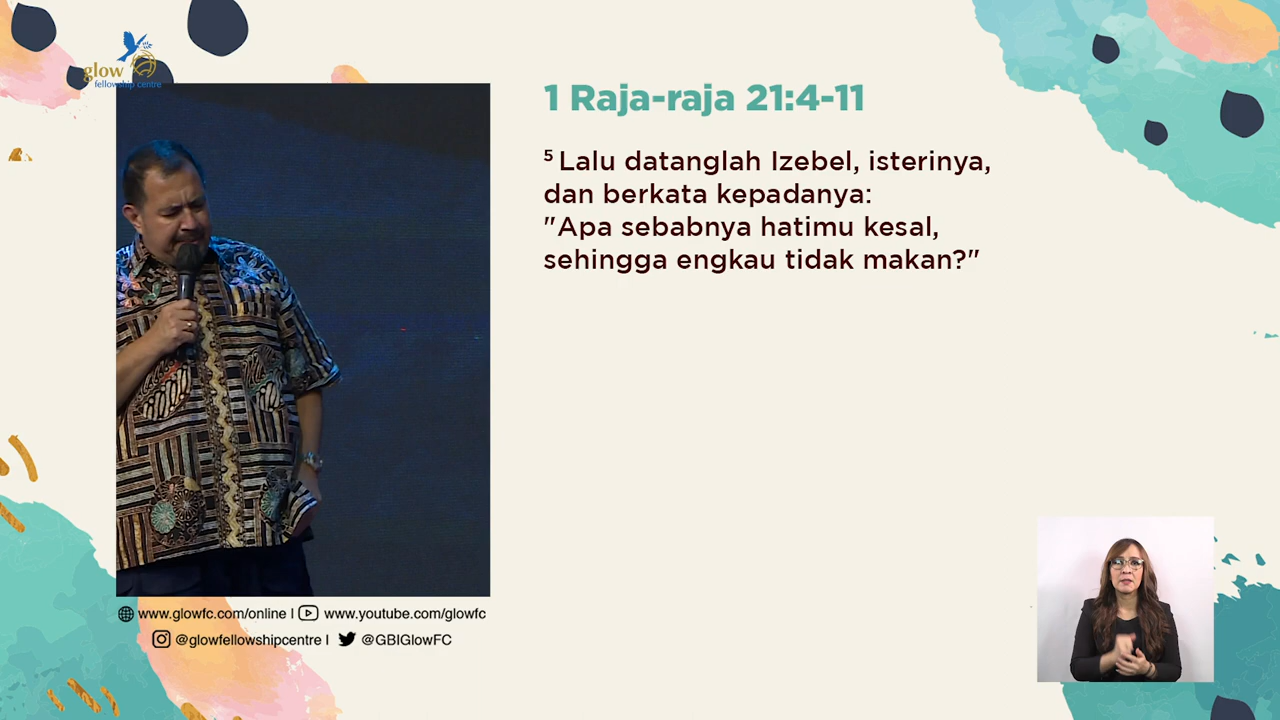 glow
fellowship centre
1 Raja-raja 21:4-11
5 Lalu datanglah Izebel, isterinya,
dan berkata kepadanya:
"Apa sebabnya hatimu kesal,
sehingga engkau tidak makan?"
www.glowfc.com/online I www.youtube.com/glowfc
@glowfellowshipcentre I @GBIGlowFC